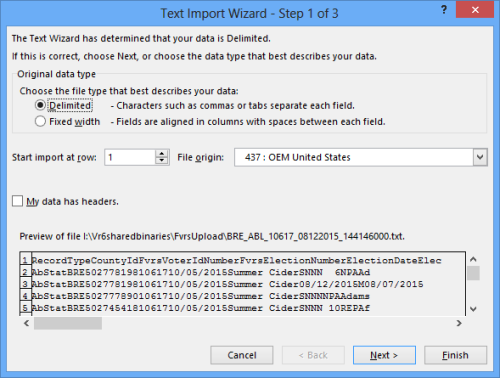 Text Import Wizard - Step 1 of 3
The Text Wizard has determined that your data is Delimited.
If this is correct, choose Next, or choose the data type that best describes your data.
Original data type
Choose the file type that best describes your data:
Delimited - Characters such as commas or tabs separate each field.
Fixed width - Fields are aligned in columns with spaces between each field.
Start import at row: 1 File origin: 437 : OEM United States
My data has headers.
Preview of file I:\Vr6sharedbinaries\FvrsUpload\BRE_ABL_10617_08122015_144146000.txt.
1 RecordTypeCountyIdFvrsVoterIdNumberFvrsElectionNumberElectionDateElec
2 AbStatBRE5027781981061710/05/2015Summer CiderSNNN  6NPAAd
3 AbStatBRE5027781981061710/05/2015Summer Cider08/12/2015M08/07/2015
4 AbStatBRE5027778901061710/05/2015Summer CiderSNNNNPAAdams
5 AbStatBRE5027454181061710/05/2015Summer CiderSNNN 10REPAf
Cancel < Back Next > Finish